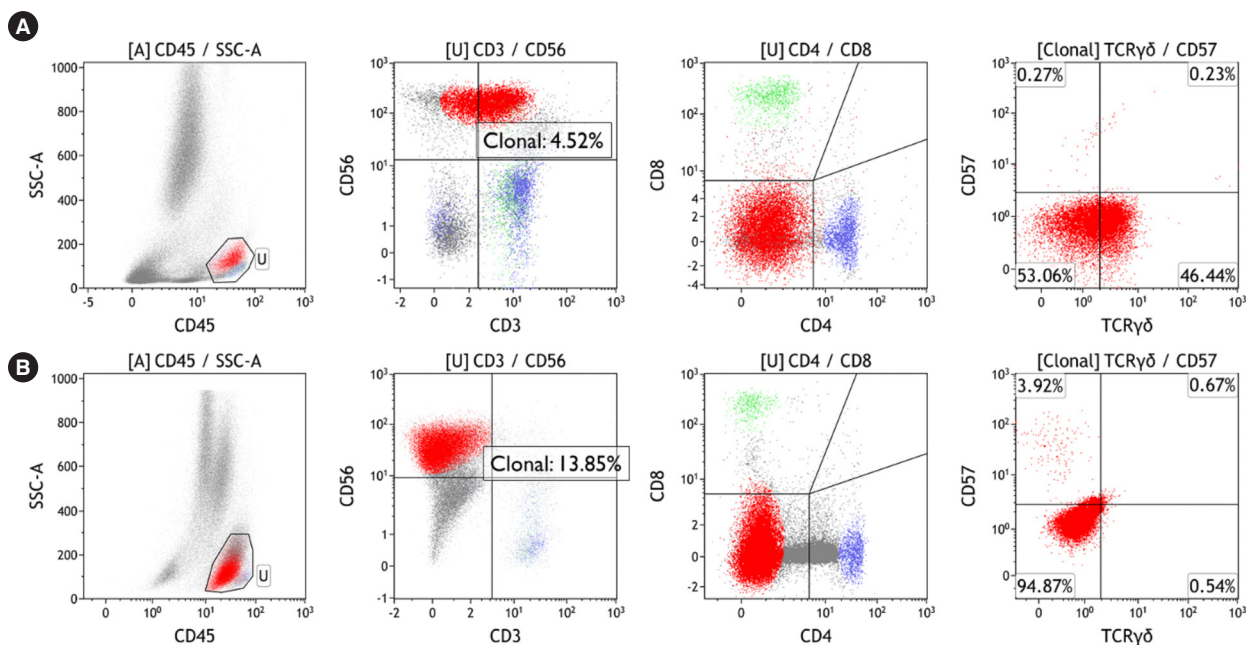 A
[A] CD45 / SSC-A
1000
800
600
400
200
0
SSC-A
-5 0 10¹ 10² 10³
CD45
U
[U] CD3 / CD56
10³
10²
10¹
1
0
-1
CD56
-2 0 2 10¹ 10² 10³
CD3
Clonal: 4.52%
[U] CD4 / CD8
10³
10²
10¹
4
2
0
-2
-4
CD8
0 10¹ 10² 10³
CD4
[Clonal] TCRγδ / CD57
10³
10²
10¹
10⁰
0
CD57
0 10⁰ 10¹ 10² 10³
TCRγδ
0.27% 0.23%
53.06% 46.44%
B
[A] CD45 / SSC-A
1000
800
600
400
200
0
SSC-A
-1 0 10⁰ 10¹ 10² 10³
CD45
U
[U] CD3 / CD56
10³
10²
10¹
1
0
-1
CD56
-2 0 2 10¹ 10² 10³
CD3
Clonal: 13.85%
[U] CD4 / CD8
10³
10²
10¹
2
0
-2
CD8
0 10¹ 10² 10³
CD4
[Clonal] TCRγδ / CD57
10³
10²
10¹
10⁰
0
CD57
0 10⁰ 10¹ 10² 10³
TCRγδ
3.92% 0.67%
94.87% 0.54%